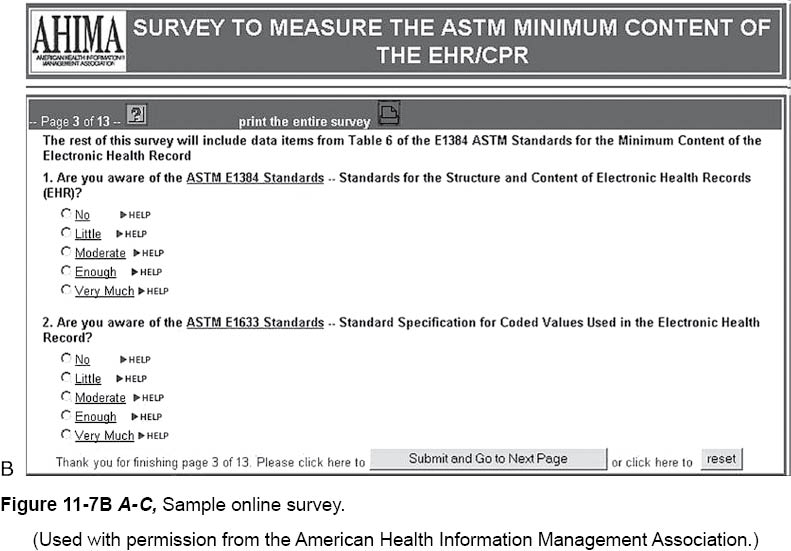 AHIMA
AMERICAN HEALTH INFORMATION
MANAGEMENT ASSOCIATION
SURVEY TO MEASURE THE ASTM MINIMUM CONTENT OF
THE EHR/CPR
-- Page 3 of 13 -- ?
print the entire survey
The rest of this survey will include data items from Table 6 of the E1384 ASTM Standards for the Minimum Content of the
Electronic Health Record
1. Are you aware of the ASTM E1384 Standards -- Standards for the Structure and Content of Electronic Health Records
(EHR)?
No HELP
Little HELP
Moderate HELP
Enough HELP
Very Much HELP
2. Are you aware of the ASTM E1633 Standards -- Standard Specification for Coded Values Used in the Electronic Health
Record?
No HELP
Little HELP
Moderate HELP
Enough HELP
Very Much HELP
Thank you for finishing page 3 of 13. Please click here to Submit and Go to Next Page or click here to reset
B
Figure 11-7B A-C, Sample online survey.
(Used with permission from the American Health Information Management Association.)